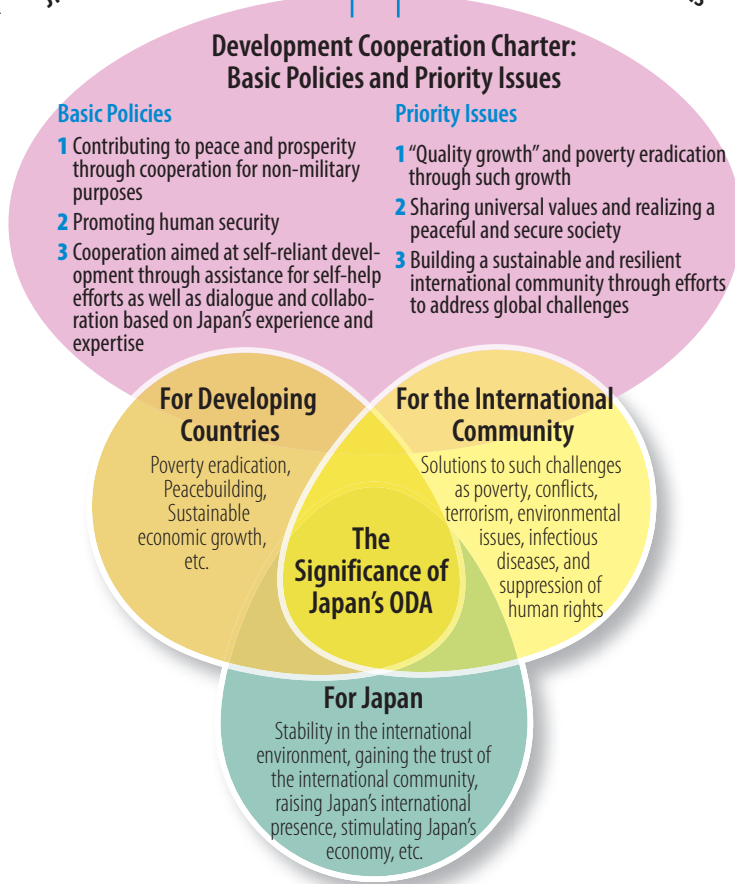 Development Cooperation Charter:
Basic Policies and Priority Issues
Basic Policies
1 Contributing to peace and prosperity
through cooperation for non-military
purposes
2 Promoting human security
3 Cooperation aimed at self-reliant devel-
opment through assistance for self-help
efforts as well as dialogue and collabo-
ration based on Japan's experience and
expertise
Priority Issues
1 “Quality growth” and poverty eradication
through such growth
2 Sharing universal values and realizing a
peaceful and secure society
3 Building a sustainable and resilient
international community through efforts
to address global challenges
For Developing
Countries
Poverty eradication,
Peacebuilding,
Sustainable
economic growth,
etc.
For the International
Community
Solutions to such challenges
as poverty, conflicts,
terrorism, environmental
issues, infectious
diseases, and
suppression of
human rights
The
Significance of
Japan's ODA
For Japan
Stability in the international
environment, gaining the trust of
the international community,
raising Japan's international
presence, stimulating Japan's
economy, etc.